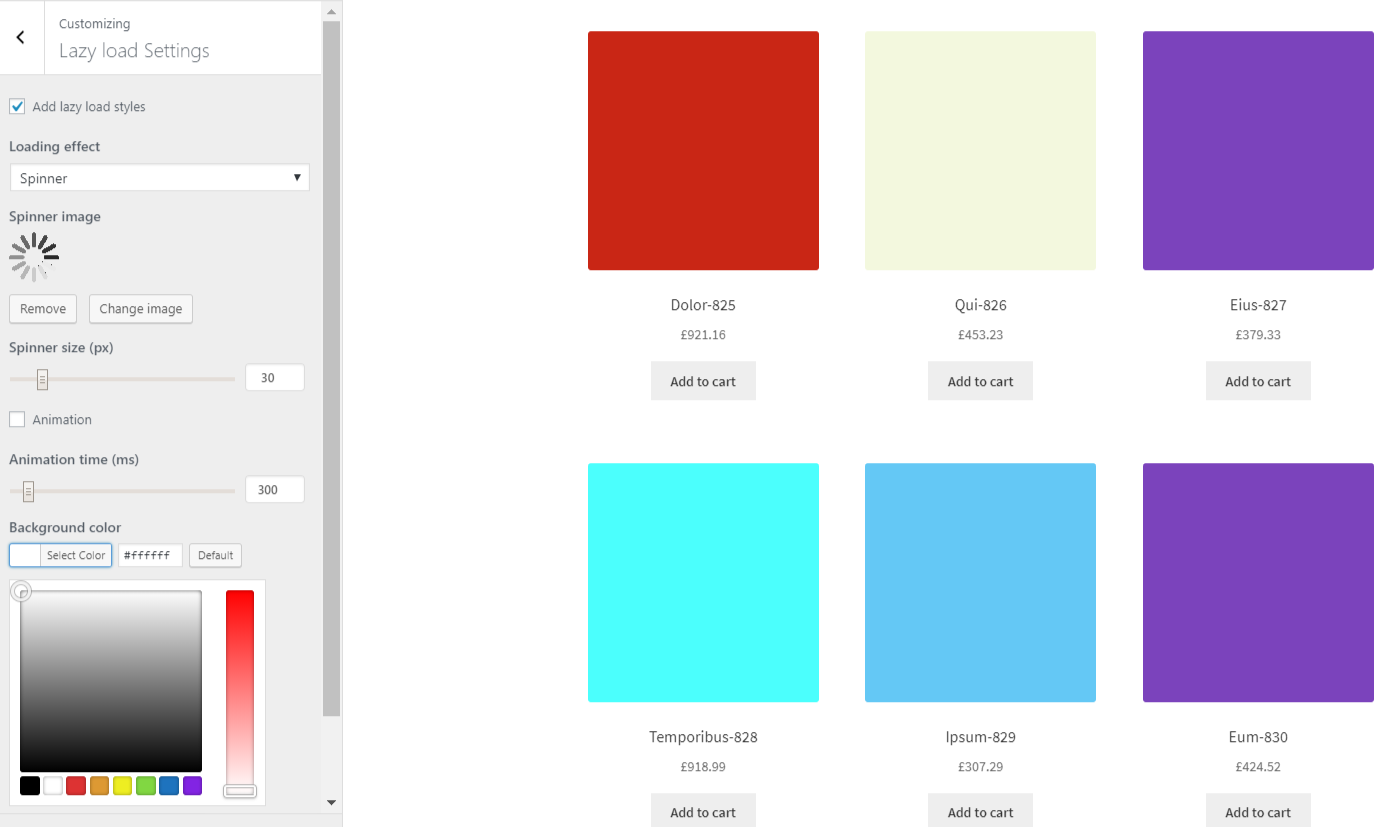 Customizing
Lazy load Settings
Add lazy load styles
Loading effect
Spinner
Spinner image
Remove
Change image
Spinner size (px)
30
Animation
Animation time (ms)
300
Background color
Select Color
#ffffff
Default
Dolor-825
£921.16
Add to cart
Qui-826
£453.23
Add to cart
Eius-827
£379.33
Add to cart
Temporibus-828
£918.99
Add to cart
Ipsum-829
£307.29
Add to cart
Eum-830
£424.52
Add to cart